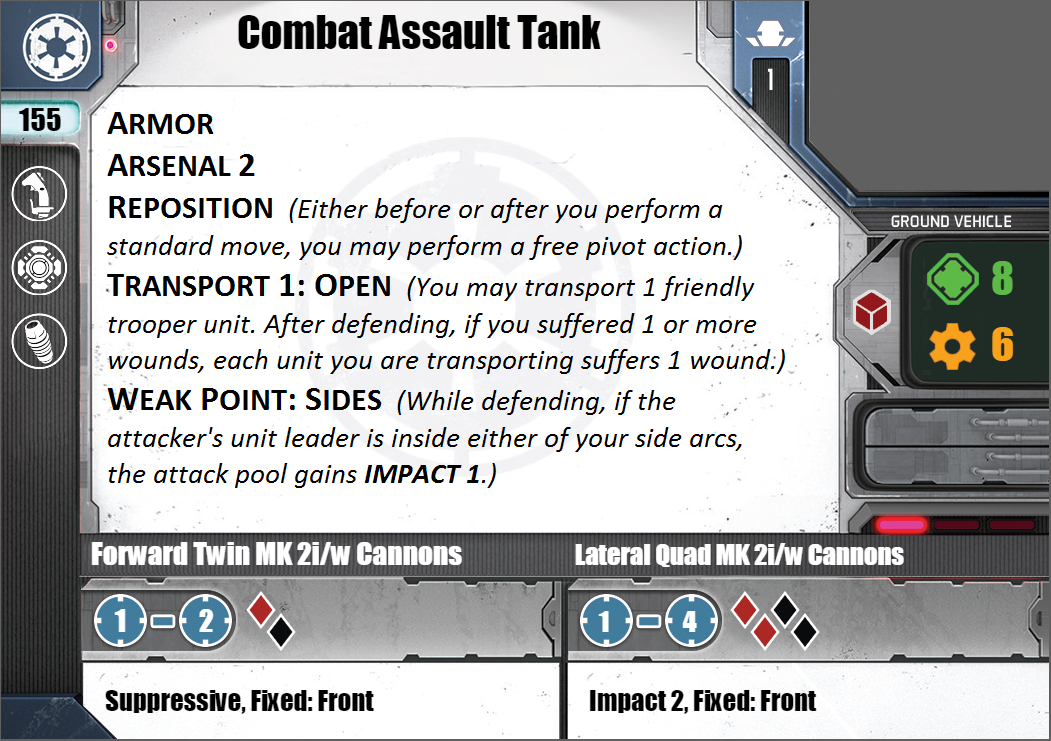 Combat Assault Tank
1
155
ARMOR
ARSENAL 2
REPOSITION (Either before or after you perform a
standard move, you may perform a free pivot action.)
TRANSPORT 1: OPEN (You may transport 1 friendly
trooper unit. After defending, if you suffered 1 or more
wounds, each unit you are transporting suffers 1 wound.)
WEAK POINT: SIDES (While defending, if the
attacker's unit leader is inside either of your side arcs,
the attack pool gains IMPACT 1.)
GROUND VEHICLE
8
6
Forward Twin MK 2i/w Cannons
1 2
Suppressive, Fixed: Front
Lateral Quad MK 2i/w Cannons
1 4
Impact 2, Fixed: Front